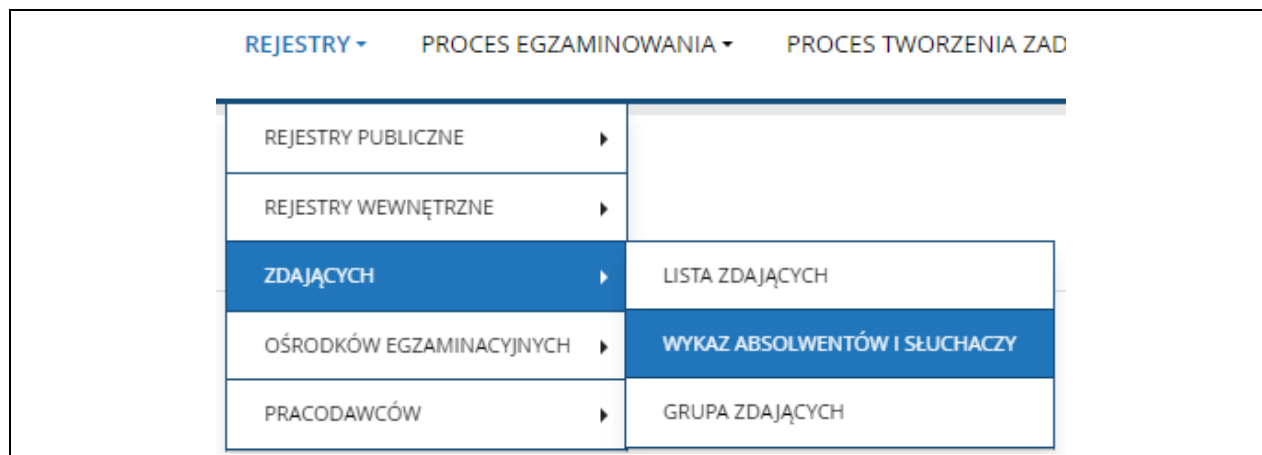 REJESTRY PROCES EGZAMINOWANIA PROCES TWORZENIA ZAD
REJESTRY PUBLICZNE
REJESTRY WEWNĘTRZNE
ZDAJĄCYCH LISTA ZDAJĄCYCH
OŚRODKÓW EGZAMINACYJNYCH WYKAZ ABSOLWENTÓW I SŁUCHACZY
PRACODAWCÓW GRUPA ZDAJĄCYCH